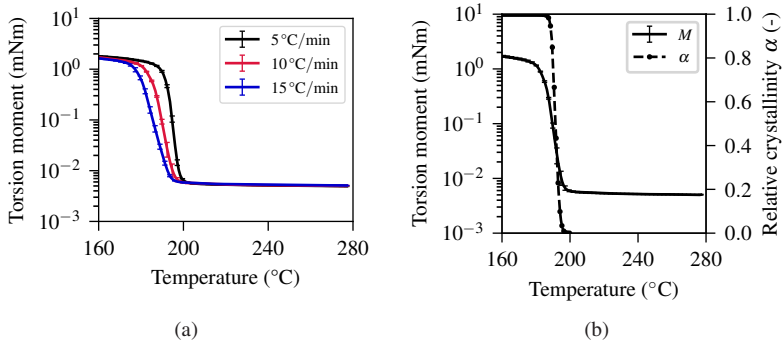 10¹
10⁰
10⁻¹
10⁻²
10⁻³
Torsion moment (mNm)
5 °C/min
10 °C/min
15 °C/min
160 200 240 280
Temperature (°C)
(a)
10¹
10⁰
10⁻¹
10⁻²
10⁻³
Torsion moment (mNm)
M
α
1.0
0.8
0.6
0.4
0.2
0.0
Relative crystallinity α (-)
160 200 240 280
Temperature (°C)
(b)